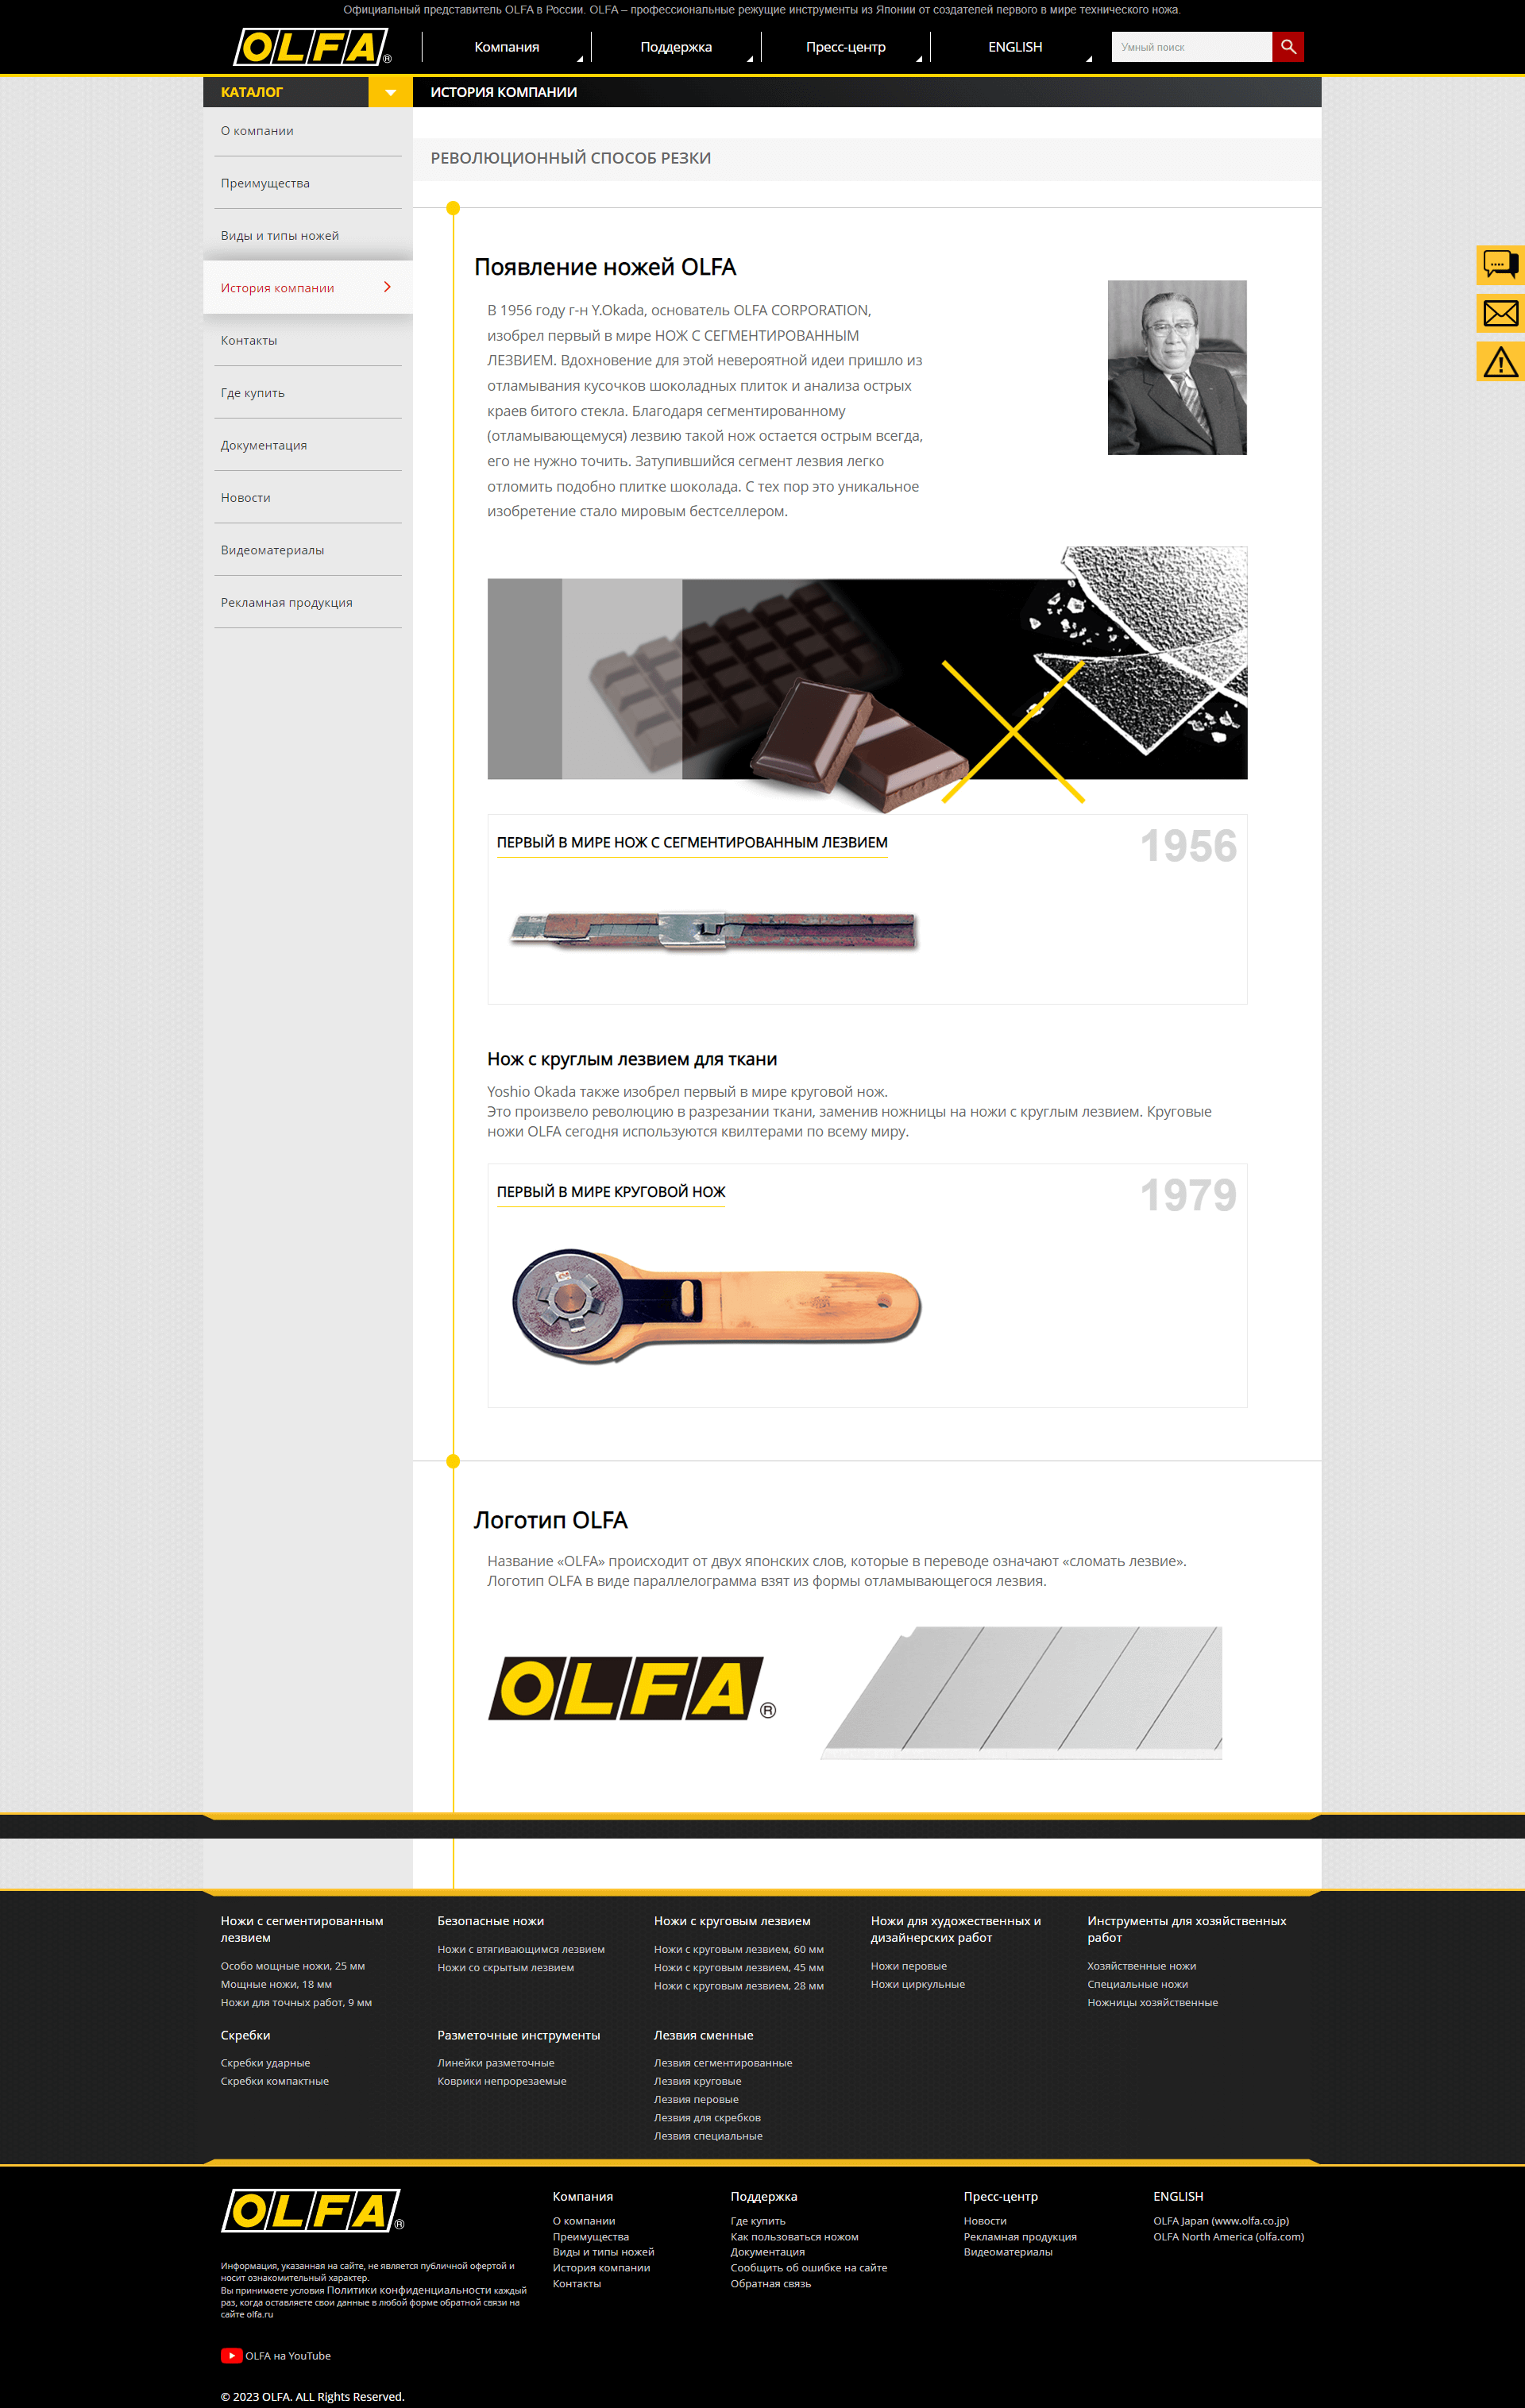 Официальный представитель OLFA в России. OLFA – профессиональные режущие инструменты из Японии от создателей первого в мире технического ножа.
OLFA®
Компания
Поддержка
Пресс-центр
ENGLISH
Умный поиск
КАТАЛОГ
ИСТОРИЯ КОМПАНИИ
О компании
Преимущества
Виды и типы ножей
История компании
Контакты
Где купить
Документация
Новости
Видеоматериалы
Рекламная продукция
РЕВОЛЮЦИОННЫЙ СПОСОБ РЕЗКИ
Появление ножей OLFA
В 1956 году г-н Y.Okada, основатель OLFA CORPORATION,
изобрел первый в мире НОЖ С СЕГМЕНТИРОВАННЫМ
ЛЕЗВИЕМ. Вдохновение для этой невероятной идеи пришло из
отламывания кусочков шоколадных плиток и анализа острых
краев битого стекла. Благодаря сегментированному
(отламывающемуся) лезвию такой нож остается острым всегда,
его не нужно точить. Затупившийся сегмент лезвия легко
отломить подобно плитке шоколада. С тех пор это уникальное
изобретение стало мировым бестселлером.
ПЕРВЫЙ В МИРЕ НОЖ С СЕГМЕНТИРОВАННЫМ ЛЕЗВИЕМ
1956
Нож с круглым лезвием для ткани
Yoshio Okada также изобрел первый в мире круговой нож.
Это произвело революцию в разрезании ткани, заменив ножницы на ножи с круглым лезвием. Круговые
ножи OLFA сегодня используются квилтерами по всему миру.
ПЕРВЫЙ В МИРЕ КРУГОВОЙ НОЖ
1979
Логотип OLFA
Название «OLFA» происходит от двух японских слов, которые в переводе означают «сломать лезвие».
Логотип OLFA в виде параллелограмма взят из формы отламывающегося лезвия.
OLFA®
Ножи с сегментированным
лезвием
Особо мощные ножи, 25 мм
Мощные ножи, 18 мм
Ножи для точных работ, 9 мм
Безопасные ножи
Ножи с втягивающимся лезвием
Ножи со скрытым лезвием
Ножи с круговым лезвием
Ножи с круговым лезвием, 60 мм
Ножи с круговым лезвием, 45 мм
Ножи с круговым лезвием, 28 мм
Ножи для художественных и
дизайнерских работ
Ножи перовые
Ножи циркульные
Инструменты для хозяйственных
работ
Хозяйственные ножи
Специальные ножи
Ножницы хозяйственные
Скребки
Скребки ударные
Скребки компактные
Разметочные инструменты
Линейки разметочные
Коврики непрорезаемые
Лезвия сменные
Лезвия сегментированные
Лезвия круговые
Лезвия перовые
Лезвия для скребков
Лезвия специальные
OLFA®
Информация, указанная на сайте, не является публичной офертой и
носит ознакомительный характер.
Вы принимаете условия Политики конфиденциальности каждый
раз, когда оставляете свои данные в любой форме обратной связи на
сайте olfa.ru
OLFA на YouTube
© 2023 OLFA. ALL Rights Reserved.
Компания
О компании
Преимущества
Виды и типы ножей
История компании
Контакты
Поддержка
Где купить
Как пользоваться ножом
Документация
Сообщить об ошибке на сайте
Обратная связь
Пресс-центр
Новости
Рекламная продукция
Видеоматериалы
ENGLISH
OLFA Japan (www.olfa.co.jp)
OLFA North America (olfa.com)